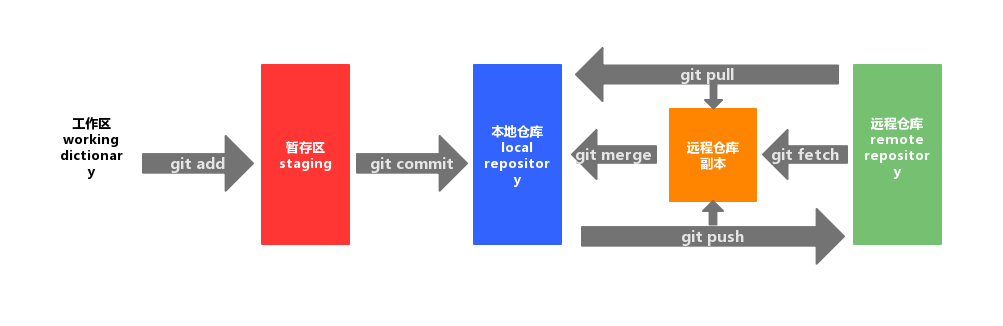 工作区
working
dictionar
y
git add
暂存区
staging
git commit
本地仓库
local
repositor
y
git pull
git merge
远程仓库
副本
git fetch
git push
远程仓库
remote
repositor
y